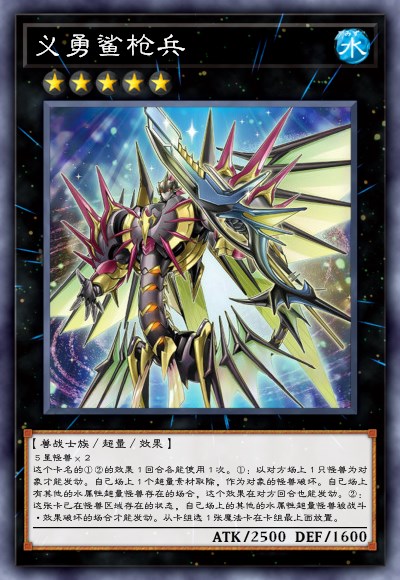 义勇鲨枪兵
水
【兽战士族／超量／效果】
５星怪兽×２
这个卡名的①②的效果１回合各能使用１次。①：以对方场上１只怪兽为对
象才能发动。自己场上１个超量素材取除，作为对象的怪兽破坏。自己场上
有其他的水属性超量怪兽存在的场合，这个效果在对方回合也能发动。②：
这张卡已在怪兽区域存在的状态，自己场上的其他的水属性超量怪兽被战斗
·效果破坏的场合才能发动。从卡组选１张魔法卡在卡组最上面放置。
ATK/2500 DEF/1600